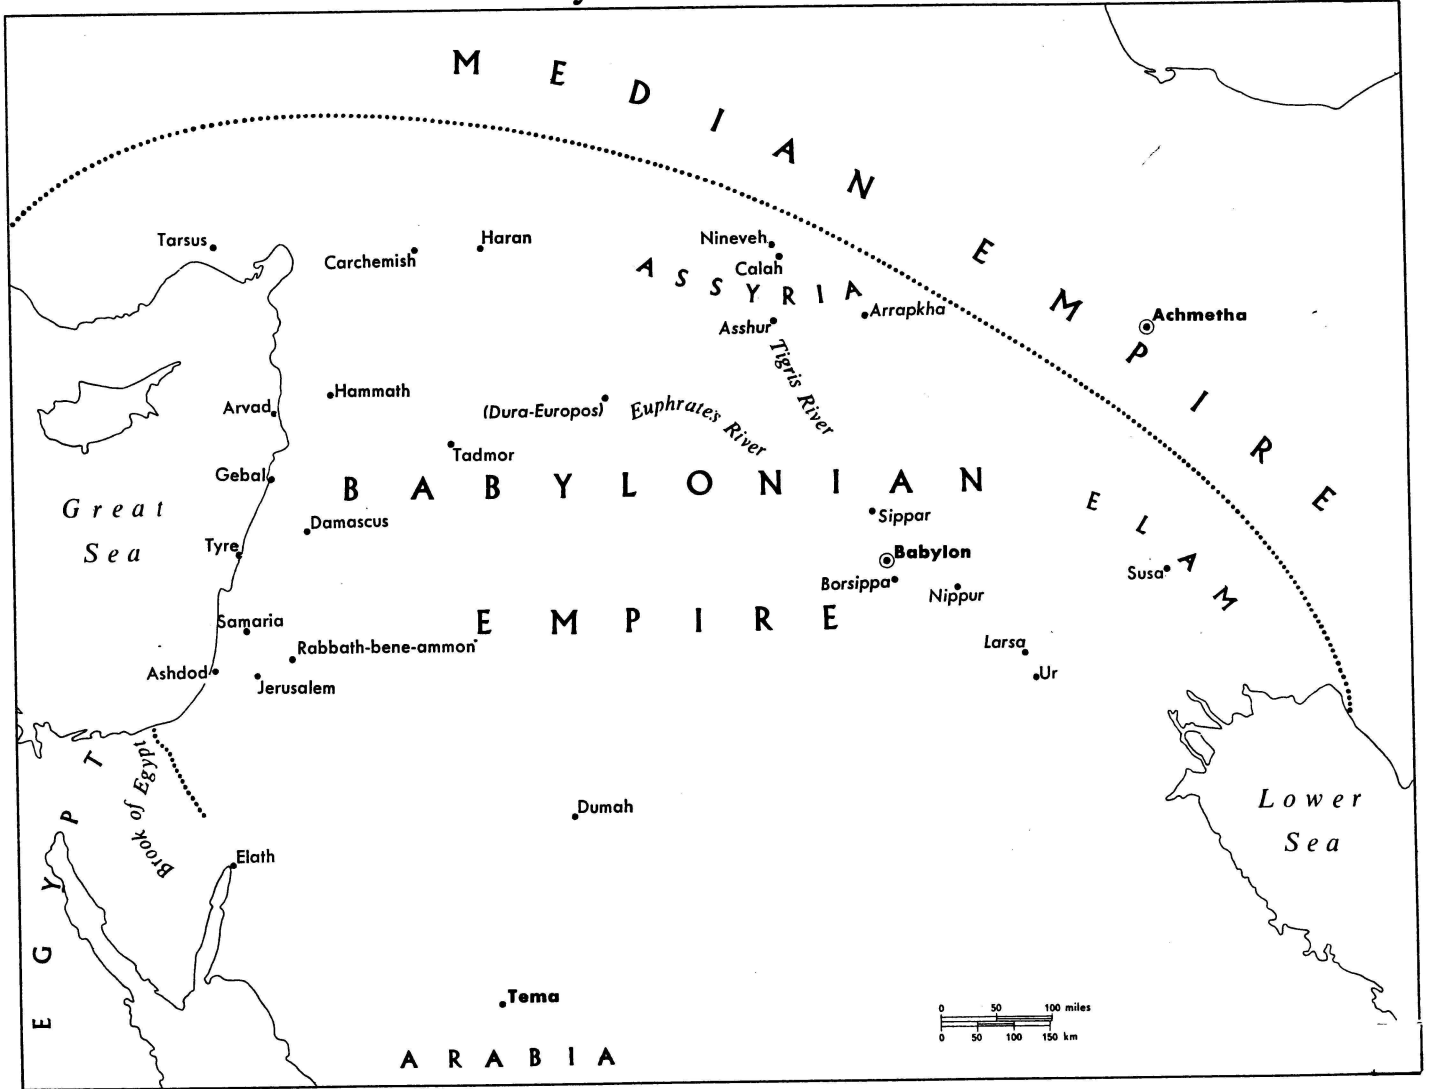 MEDIAN EMPIRE
Tarsus
Carchemish
Haran
Nineveh
Calah
ASSYRIA
Arrapkha
Asshur
Achmetha
Tigris River
Hammath
Arvad
(Dura-Europos)
Euphrates River
Tadmor
Gebal
BABYLONIAN
EMPIRE
Great
Sea
Damascus
Sippar
ELAM
Tyre
Babylon
Susa
Borsippa
Nippur
Samaria
Rabbath-bene-ammon
Larsa
Ashdod
Jerusalem
Ur
EGYPT
Brook of Egypt
Lower
Sea
Dumah
Elath
Tema
0 50 100 miles
0 50 100 150 km
ARABIA